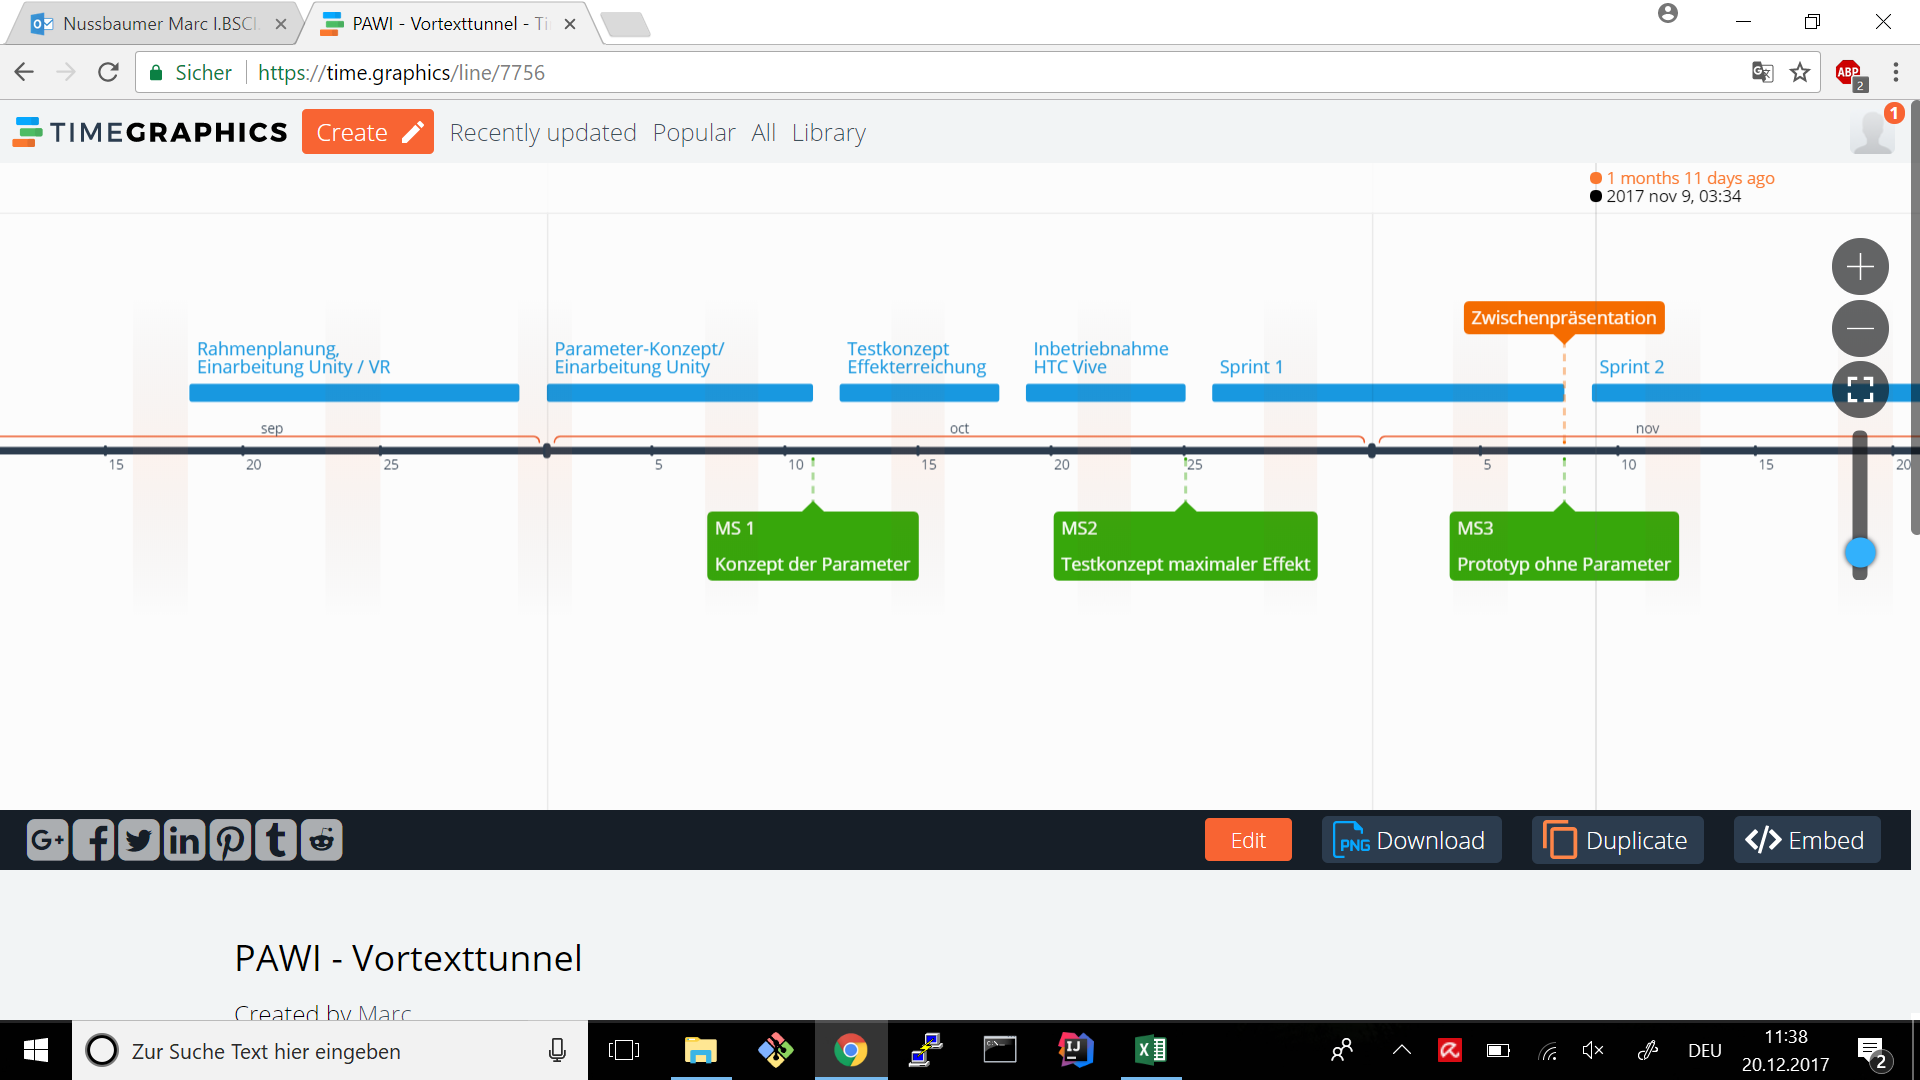 Nussbaumer Marc I.BSCI.
PAWI - Vortexttunnel - Ti
Sicher
https://time.graphics/line/7756
ABP
2
TIMEGRAPHICS
Create
Recently updated
Popular
All
Library
1
1 months 11 days ago
2017 nov 9, 03:34
Zwischenpräsentation
Rahmenplanung,
Einarbeitung Unity / VR
Parameter-Konzept/
Einarbeitung Unity
Testkonzept
Effekterreichung
Inbetriebnahme
HTC Vive
Sprint 1
Sprint 2
sep
oct
nov
15
20
25
5
10
15
20
25
5
10
15
20
MS 1
Konzept der Parameter
MS2
Testkonzept maximaler Effekt
MS3
Prototyp ohne Parameter
G+
f
in
t
Edit
PNG
Download
Duplicate
</> Embed
PAWI - Vortexttunnel
Created by Marc
Zur Suche Text hier eingeben
IJ
X
DEU
11:38
20.12.2017
2